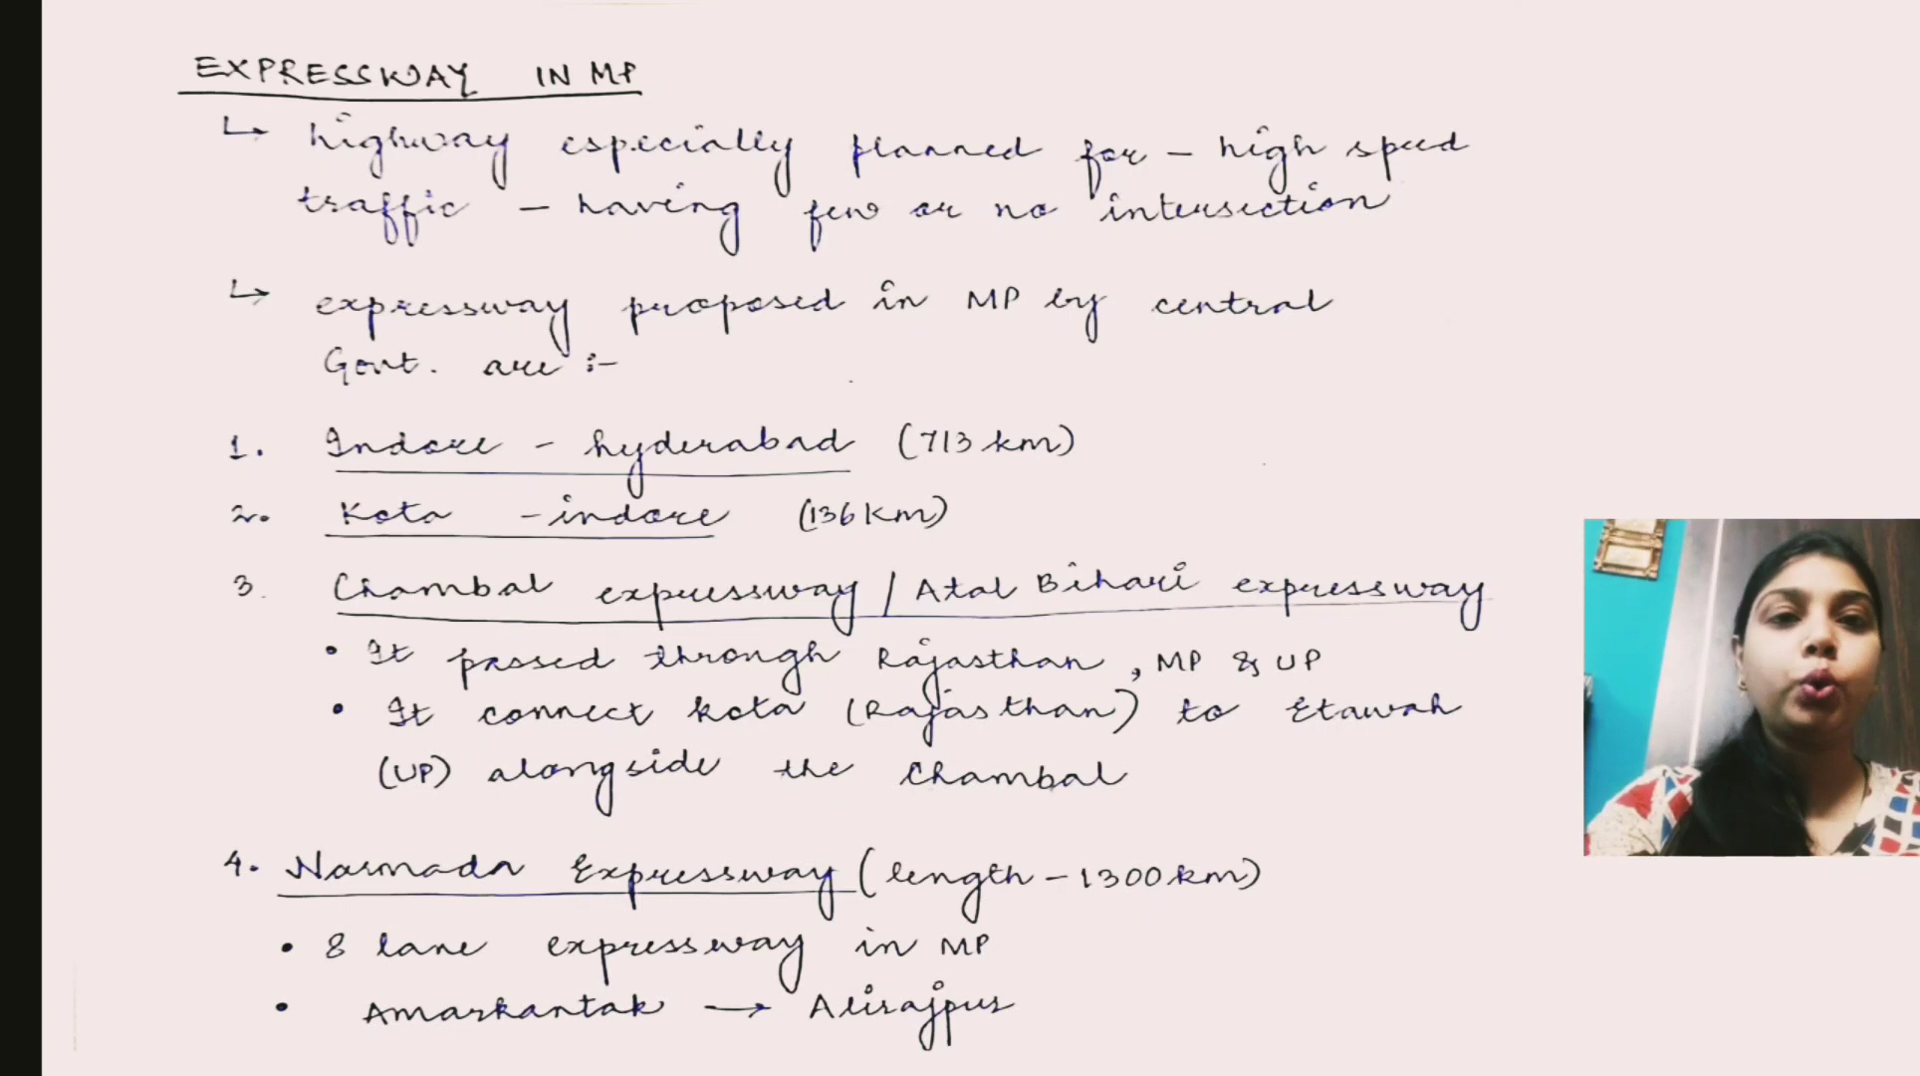 EXPRESSWAY IN MP
↳ highway especially planned for - high speed
traffic - having few or no intersection
↳ expressway proposed in MP by central
Govt. are :-
1. Indore - hyderabad (713 km)
2. Kota - indore (136 km)
3. Chambal expressway / Atal Bihari expressway
• It passed through Rajasthan, MP & UP
• It connect kota (Rajasthan) to Etawah
(UP) alongside the Chambal
4. Narmada Expressway (length - 1300 km)
• 8 lane expressway in MP
• Amarkantak → Alirajpur